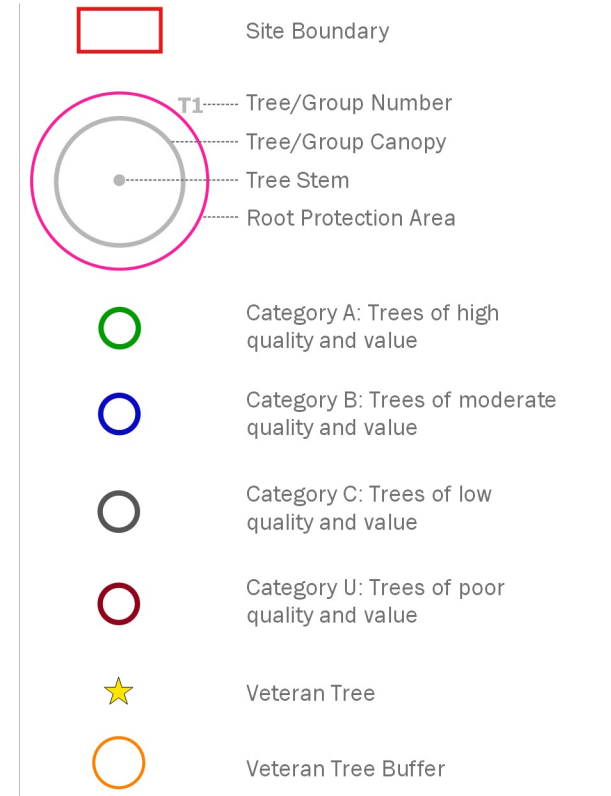 Site Boundary
T1
Tree/Group Number
Tree/Group Canopy
Tree Stem
Root Protection Area
Category A: Trees of high
quality and value
Category B: Trees of moderate
quality and value
Category C: Trees of low
quality and value
Category U: Trees of poor
quality and value
Veteran Tree
Veteran Tree Buffer